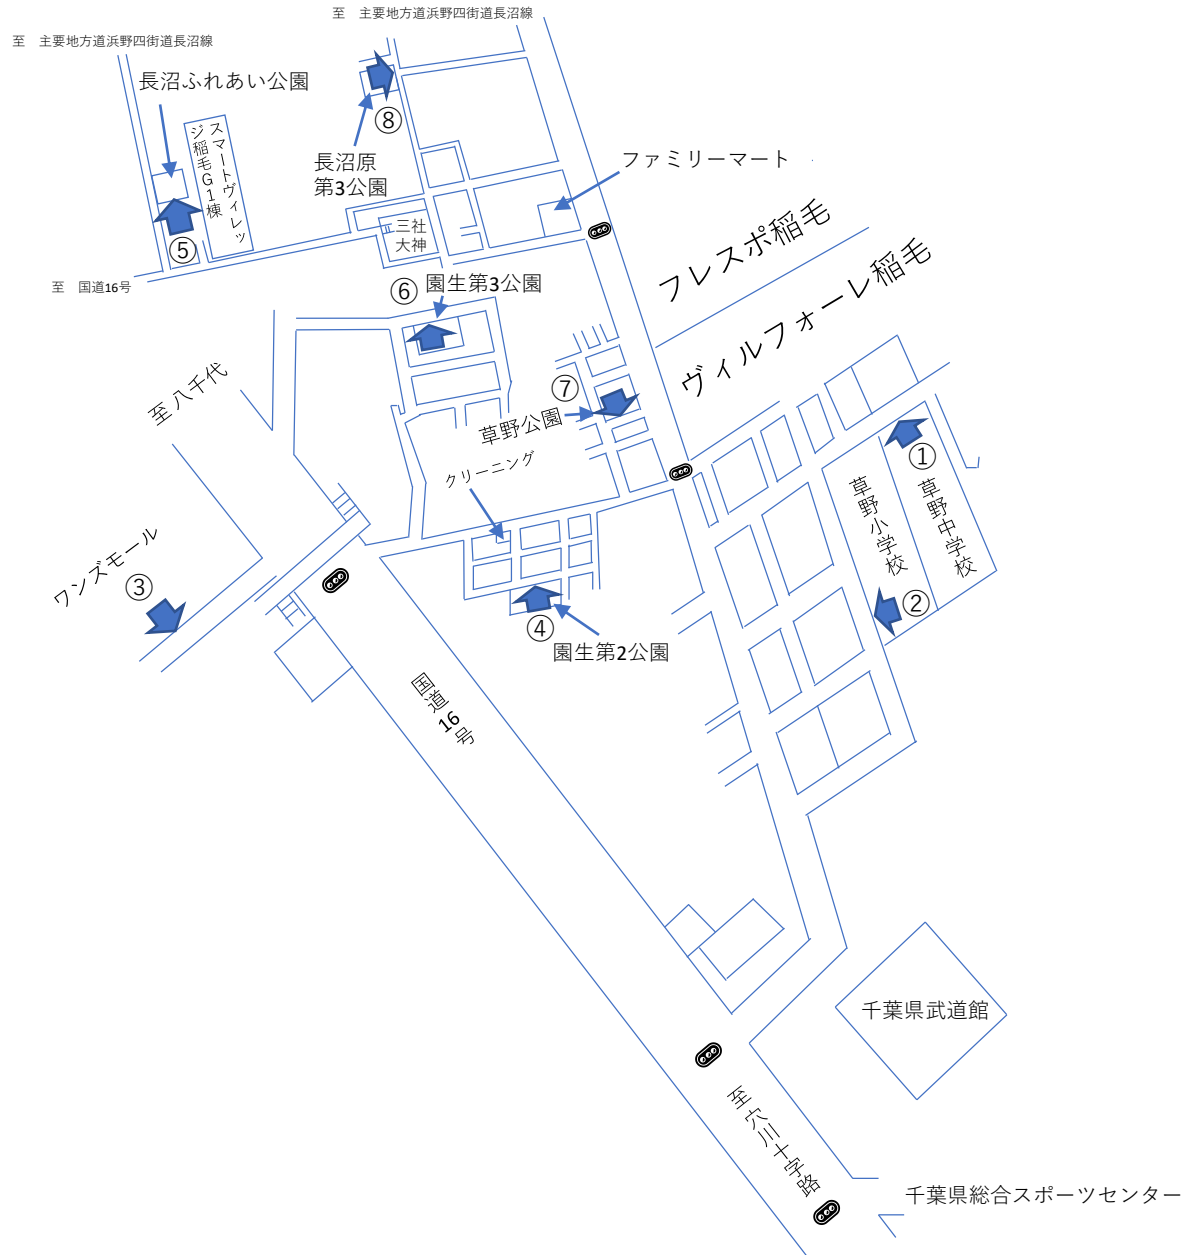 至　主要地方道浜野四街道長沼線
至　主要地方道浜野四街道長沼線
長沼ふれあい公園
⑧
スマートヴィレッ
ジ稲毛G1棟
長沼原
第3公園
ファミリーマート
三社
大神
⑤
フレスポ稲毛
至　国道16号
⑥
園生第3公園
ヴィルフォーレ稲毛
至 八千代
⑦
草野公園
クリーニング
①
草野小学校
草野中学校
ワンズモール
③
②
④
園生第2公園
国道16号
千葉県武道館
至穴川十字路
千葉県総合スポーツセンター